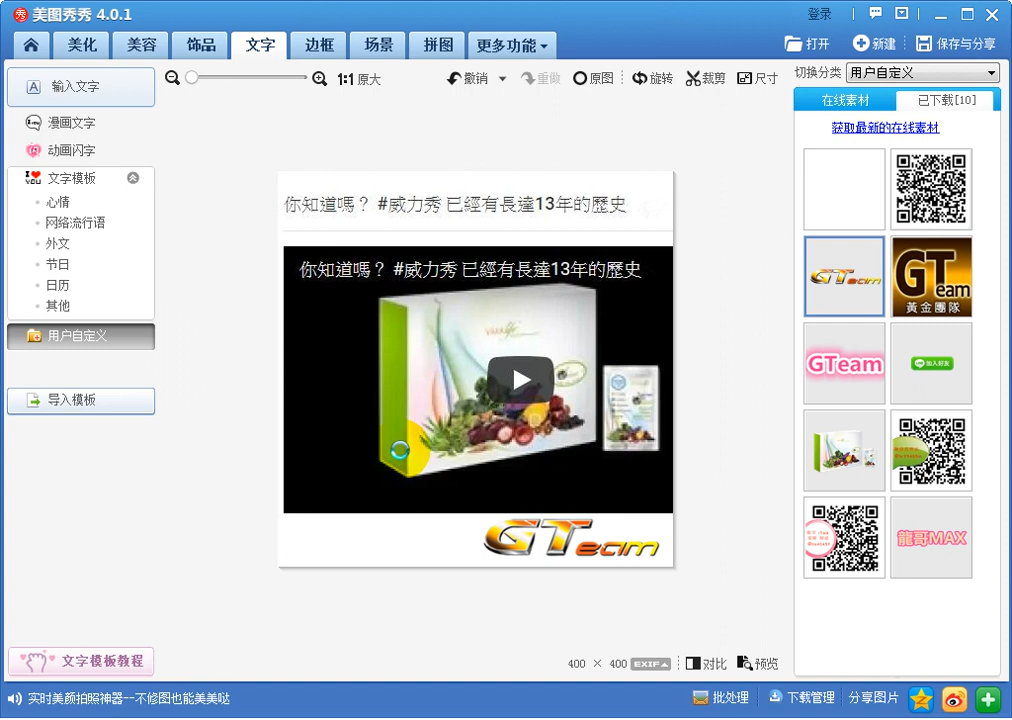 美图秀秀 4.0.1
登录
美化
美容
饰品
文字
边框
场景
拼图
更多功能
打开
新建
保存与分享
A 输入文字
漫画文字
动画闪字
文字模板
心情
网络流行语
外文
节日
日历
其他
用户自定义
导入模板
文字模板教程
1:1 原大
撤销
重做
原图
旋转
裁剪
尺寸
你知道嗎？ #威力秀 已經有長達13年的歷史
你知道嗎？ #威力秀 已經有長達13年的歷史
GTeam
400 × 400 EXIF
对比
预览
切换分类
用户自定义
在线素材
已下载[10]
获取最新的在线素材
GTeam
GTeam
黃金團隊
GTeam
加入好友
龍哥MAX
实时美颜拍照神器--不修图也能美美哒
批处理
下载管理
分享图片